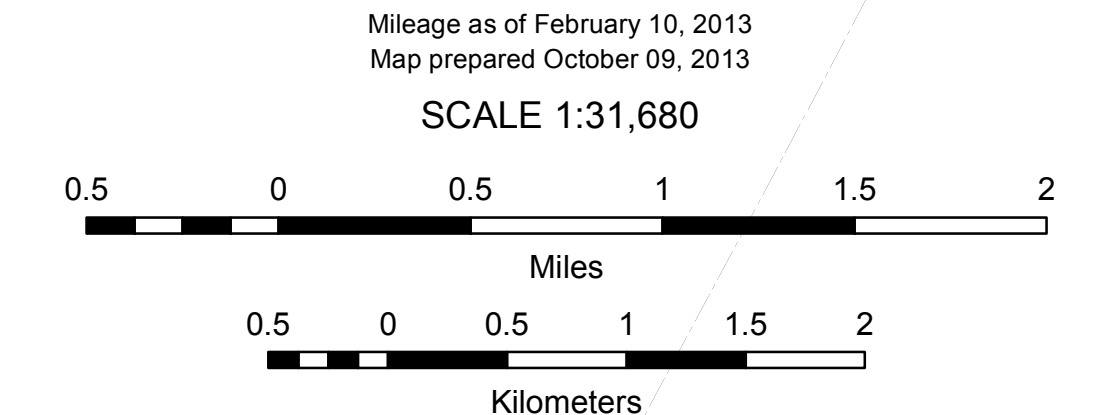 Mileage as of February 10, 2013
Map prepared October 09, 2013
SCALE 1:31,680
0.5 0 0.5 1 1.5 2
Miles
0.5 0 0.5 1 1.5 2
Kilometers